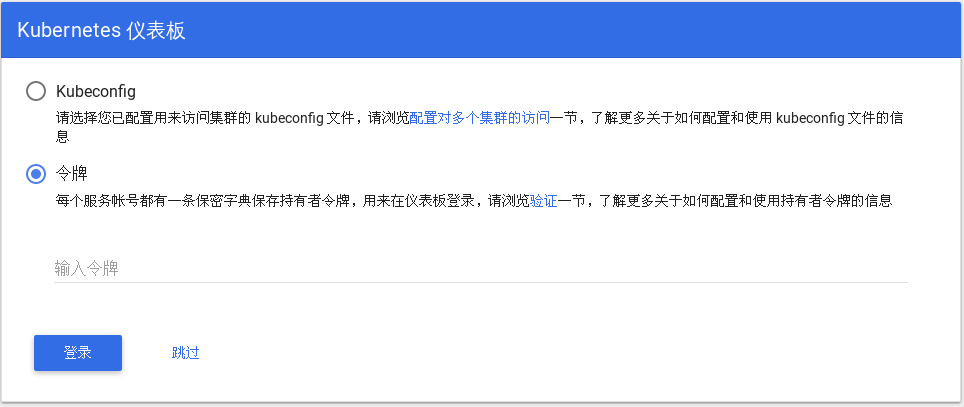 Kubernetes 仪表板
Kubeconfig
请选择您已配置用来访问集群的 kubeconfig 文件，请浏览配置对多个集群的访问一节，了解更多关于如何配置和使用 kubeconfig 文件的信
息
令牌
每个服务帐号都有一条保密字典保存持有者令牌，用来在仪表板登录，请浏览验证一节，了解更多关于如何配置和使用持有者令牌的信息
输入令牌
登录
跳过